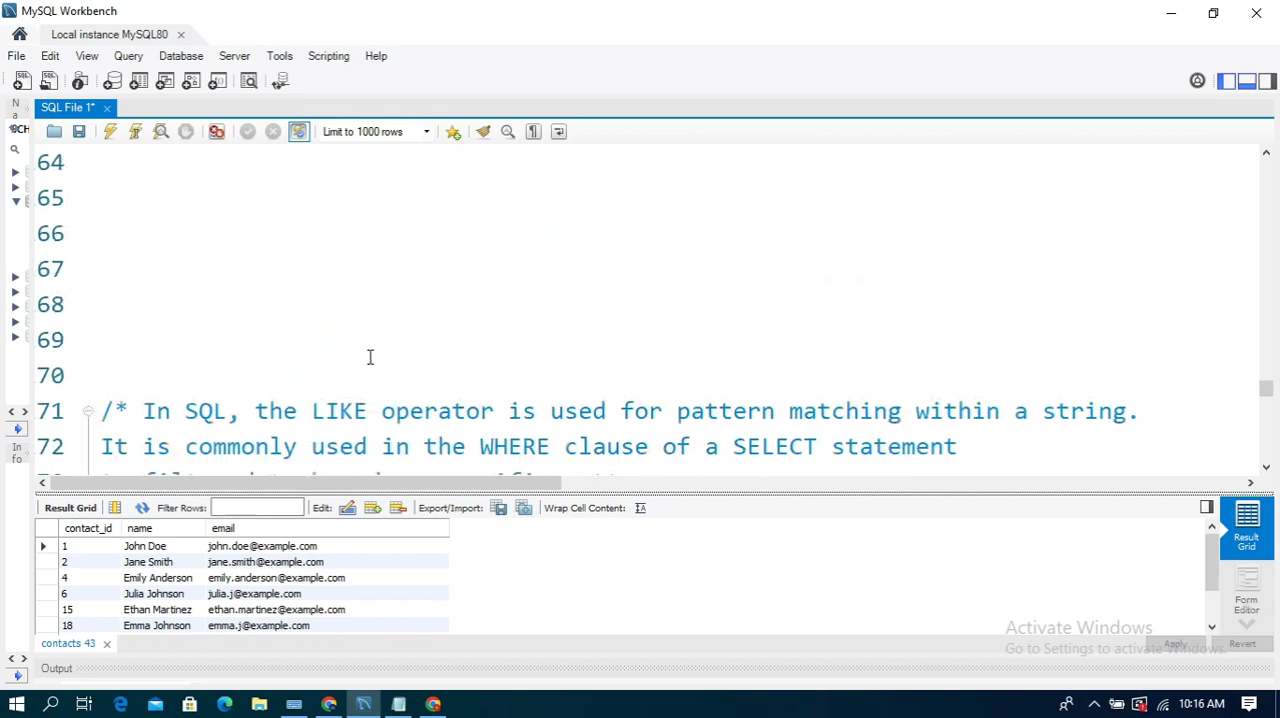 MySQL Workbench
Local instance MySQL80
File Edit View Query Database Server Tools Scripting Help
SQL File 1*
Limit to 1000 rows
64
65
66
67
68
69
70
71 /* In SQL, the LIKE operator is used for pattern matching within a string.
72 It is commonly used in the WHERE clause of a SELECT statement
Result Grid Filter Rows: Edit: Export/Import: Wrap Cell Content:
contact_id name email
1 John Doe john.doe@example.com
2 Jane Smith jane.smith@example.com
4 Emily Anderson emily.anderson@example.com
6 Julia Johnson julia.j@example.com
15 Ethan Martinez ethan.martinez@example.com
18 Emma Johnson emma.j@example.com
Result
Grid
Form
Editor
Activate Windows
Go to Settings to activate Windows.
contacts 43
Apply Revert
Output
10:16 AM